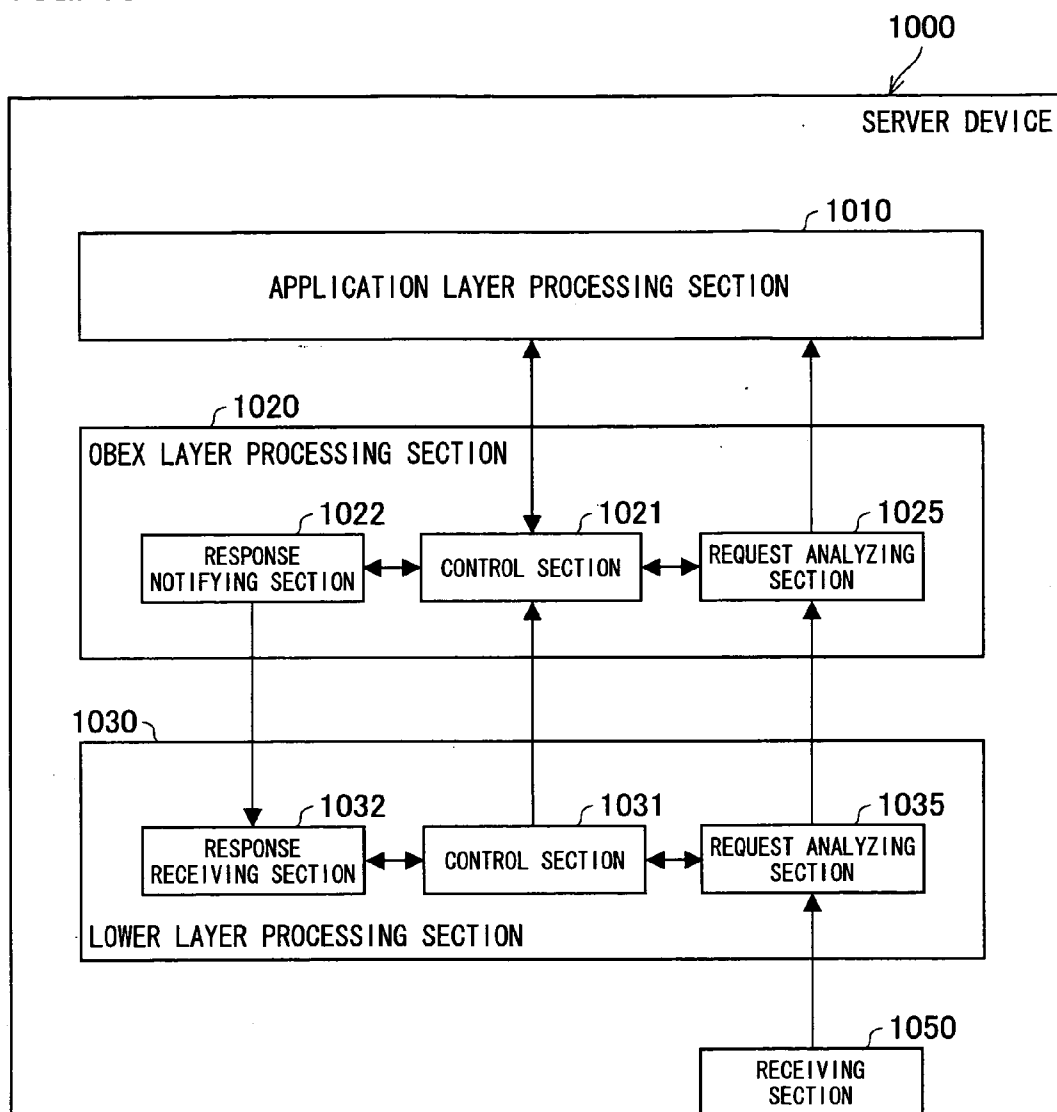 1000
SERVER DEVICE
1010
APPLICATION LAYER PROCESSING SECTION
1020
OBEX LAYER PROCESSING SECTION
1022
1021
1025
RESPONSE
NOTIFYING SECTION
CONTROL SECTION
REQUEST ANALYZING
SECTION
1030
1032
1031
1035
RESPONSE
RECEIVING SECTION
CONTROL SECTION
REQUEST ANALYZING
SECTION
LOWER LAYER PROCESSING SECTION
1050
RECEIVING
SECTION